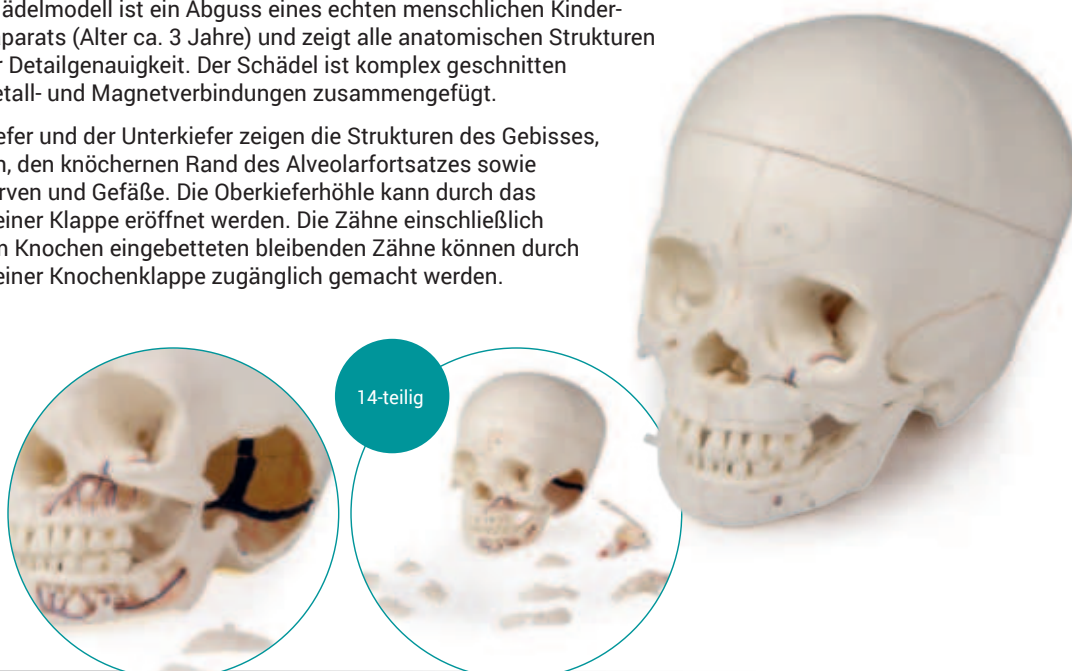 ädelmodell ist ein Abguss eines echten menschlichen Kinder-
parats (Alter ca. 3 Jahre) und zeigt alle anatomischen Strukturen
r Detailgenauigkeit. Der Schädel ist komplex geschnitten
etall- und Magnetverbindungen zusammengefügt.
efer und der Unterkiefer zeigen die Strukturen des Gebisses,
n, den knöchernen Rand des Alveolarfortsatzes sowie
rven und Gefäße. Die Oberkieferhöhle kann durch das
einer Klappe eröffnet werden. Die Zähne einschließlich
n Knochen eingebetteten bleibenden Zähne können durch
einer Knochenklappe zugänglich gemacht werden.
14-teilig